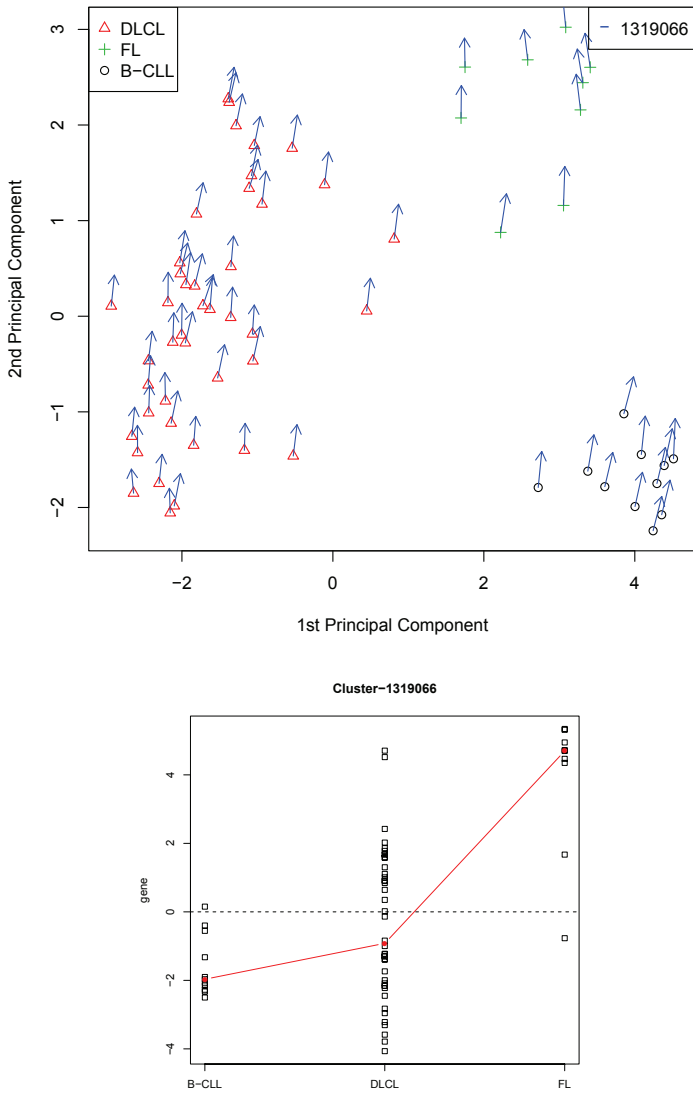 DLCL
FL
B−CLL
− 1319066
3
2
1
0
−1
−2
2nd Principal Component
−2 0 2 4
1st Principal Component
Cluster−1319066
4
2
0
−2
−4
gene
B−CLL DLCL FL